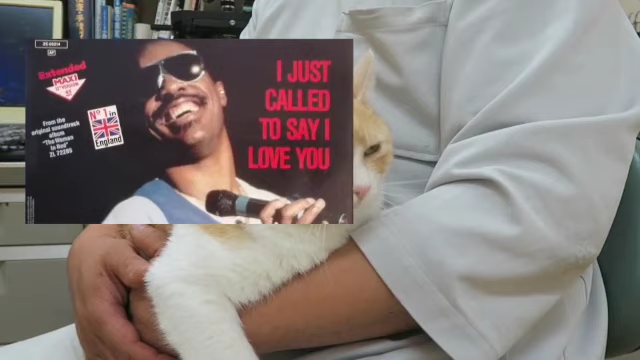 Extended
MAXI
I JUST
CALLED
TO SAY I
LOVE YOU
Nº 1 in
England
From the
original soundtrack
album
"The Woman
In Red"
ZL 72285